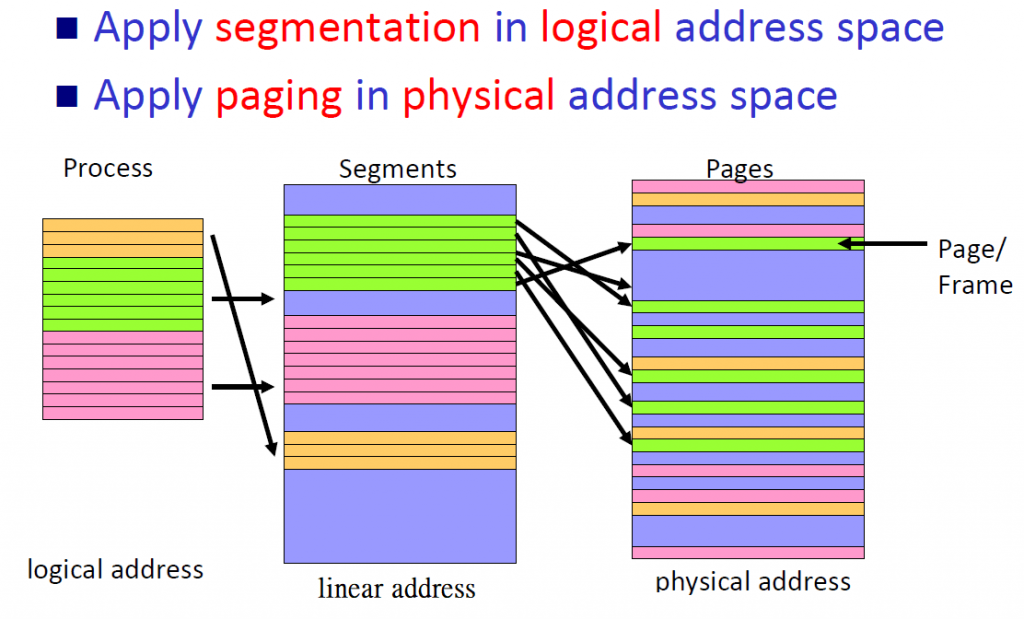 Apply segmentation in logical address space
Apply paging in physical address space
Process
Segments
Pages
Page/
Frame
logical address
linear address
physical address